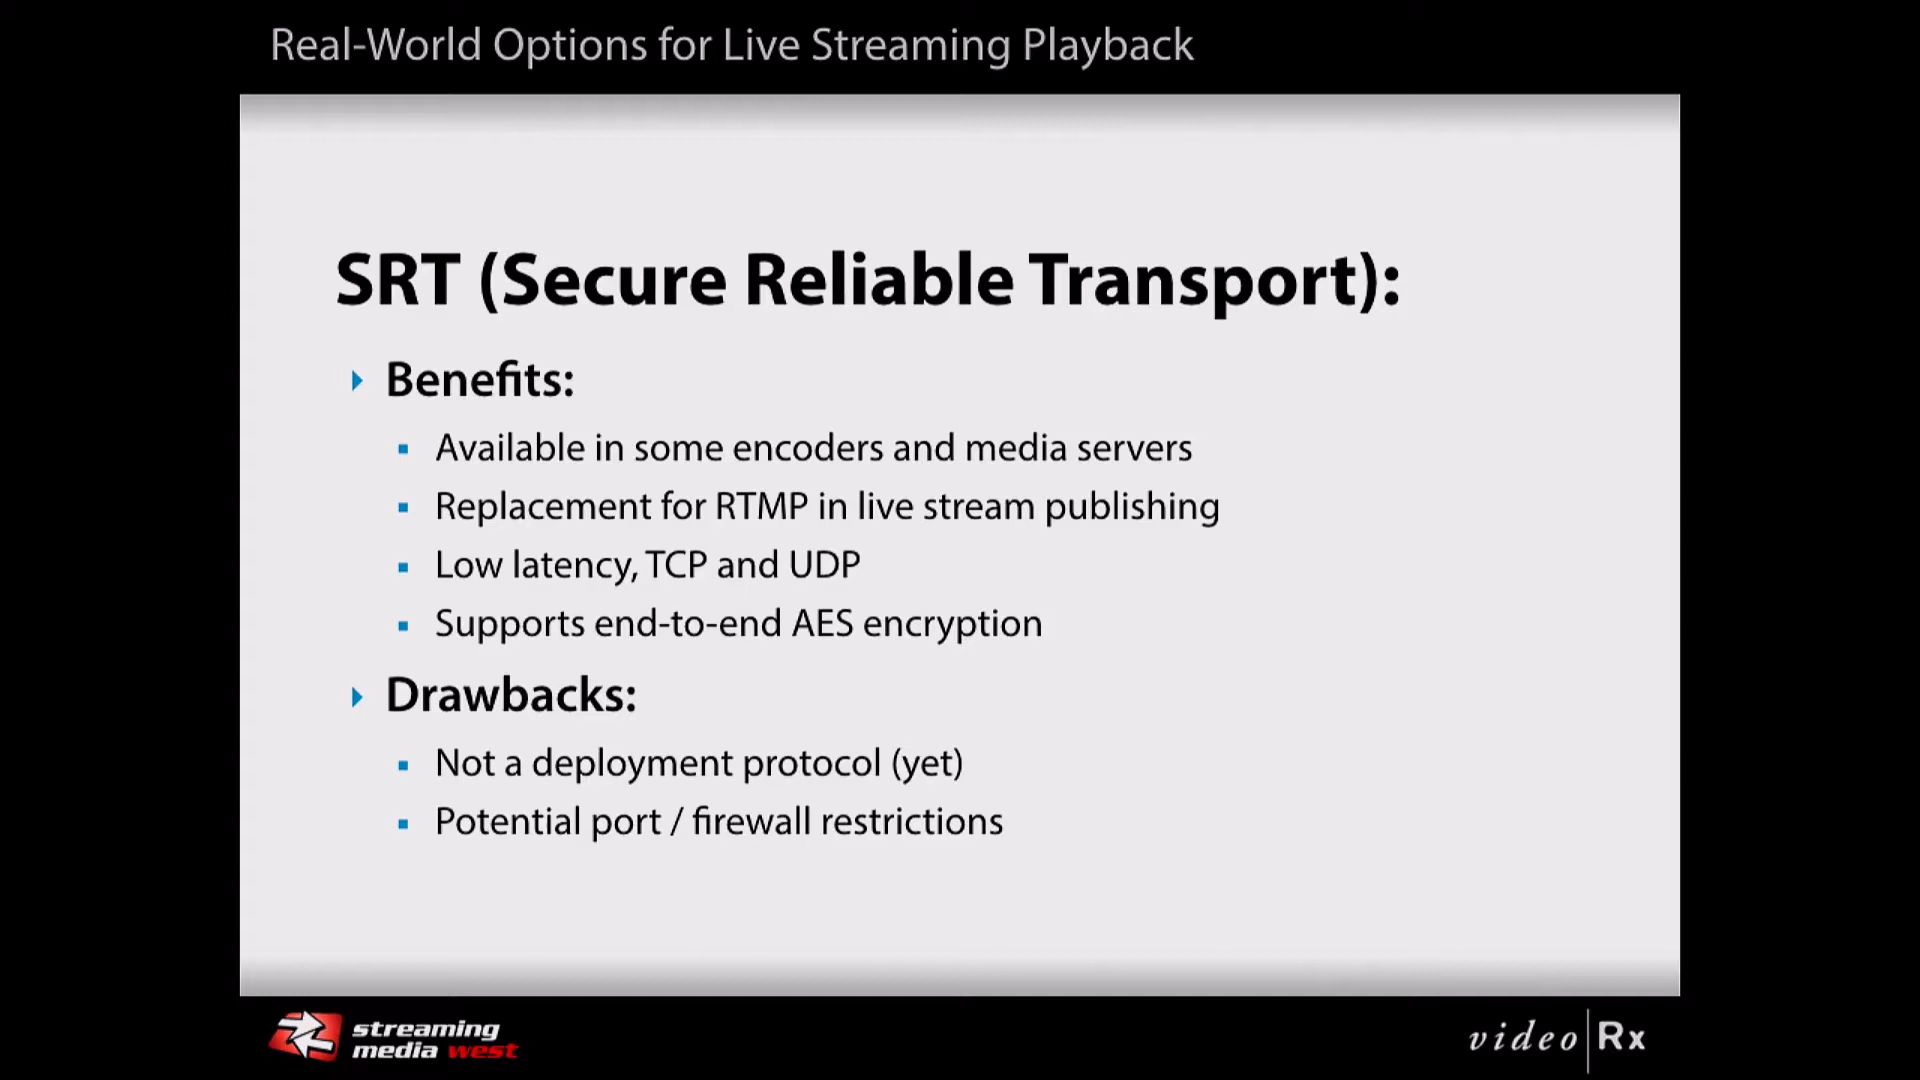 Real-World Options for Live Streaming Playback
SRT (Secure Reliable Transport):
Benefits:
Available in some encoders and media servers
Replacement for RTMP in live stream publishing
Low latency, TCP and UDP
Supports end-to-end AES encryption
Drawbacks:
Not a deployment protocol (yet)
Potential port / firewall restrictions
streaming
media west
video Rx